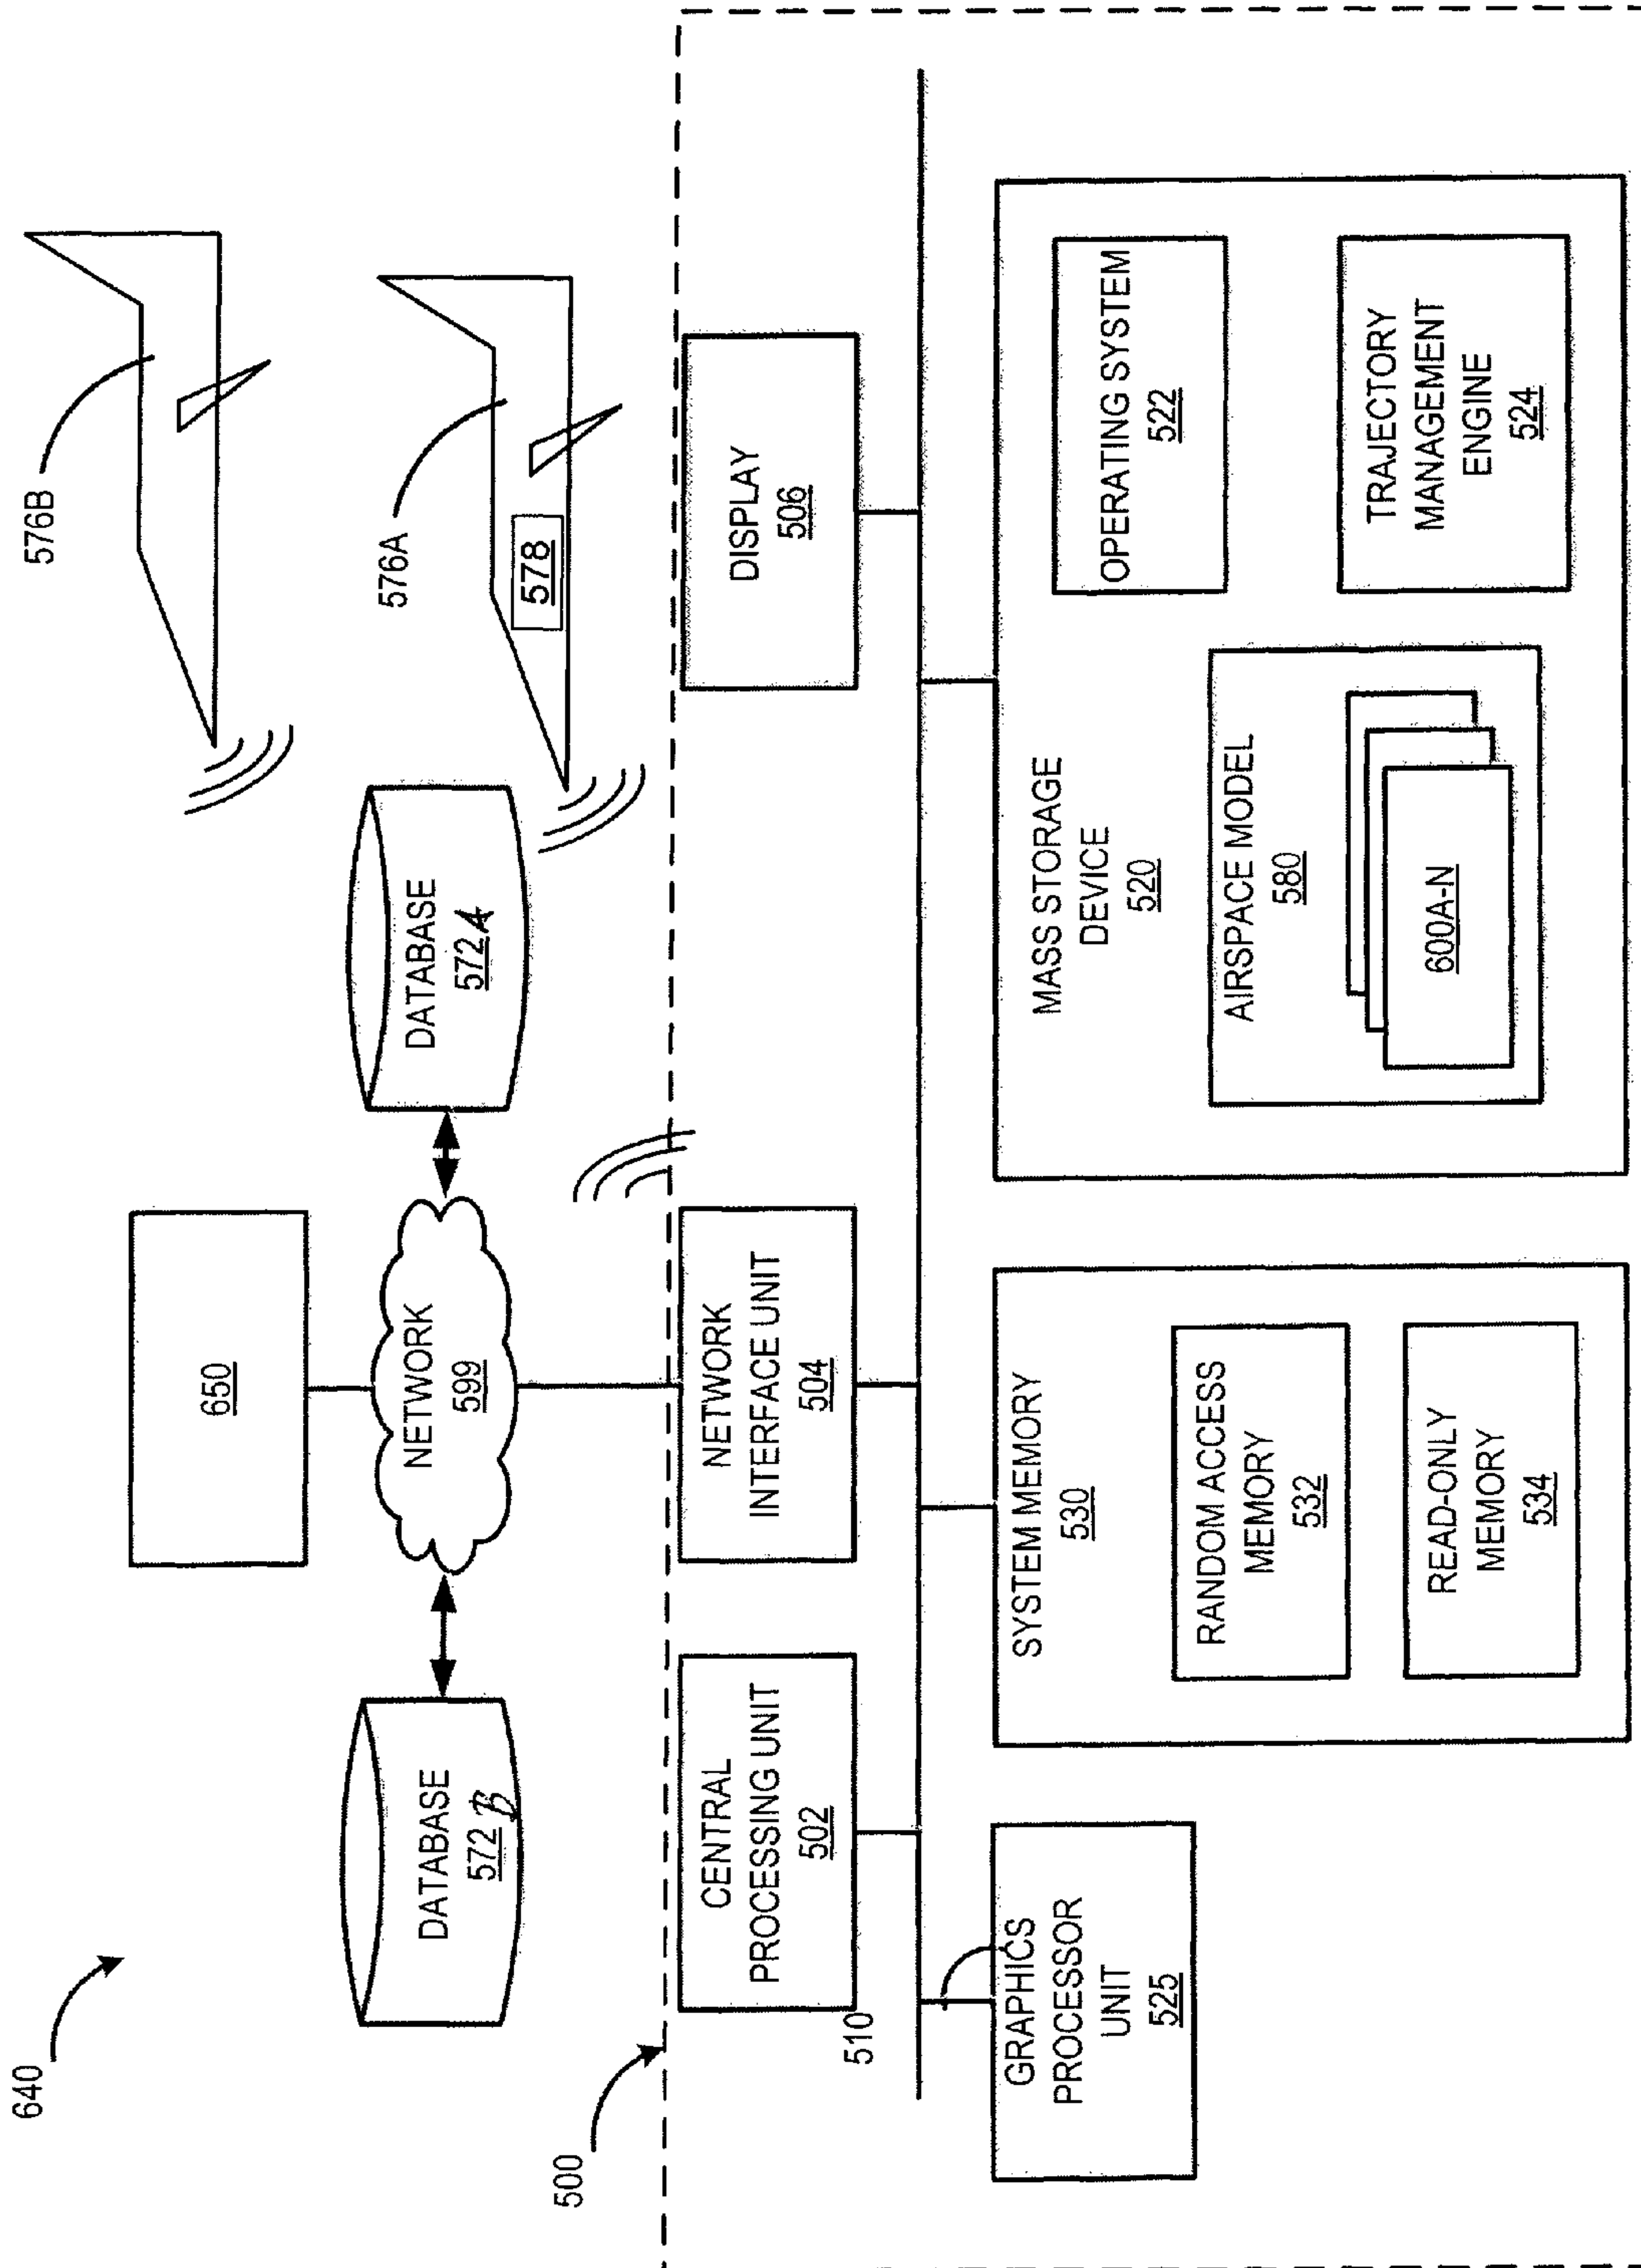 640
650
576B
DATABASE
572B
NETWORK
599
DATABASE
572A
576A
578
500
CENTRAL
PROCESSING UNIT
502
NETWORK
INTERFACE UNIT
504
DISPLAY
506
510
GRAPHICS
PROCESSOR
UNIT
525
SYSTEM MEMORY
530
RANDOM ACCESS
MEMORY
532
READ-ONLY
MEMORY
534
MASS STORAGE
DEVICE
520
AIRSPACE MODEL
580
600A-N
OPERATING SYSTEM
522
TRAJECTORY
MANAGEMENT
ENGINE
524